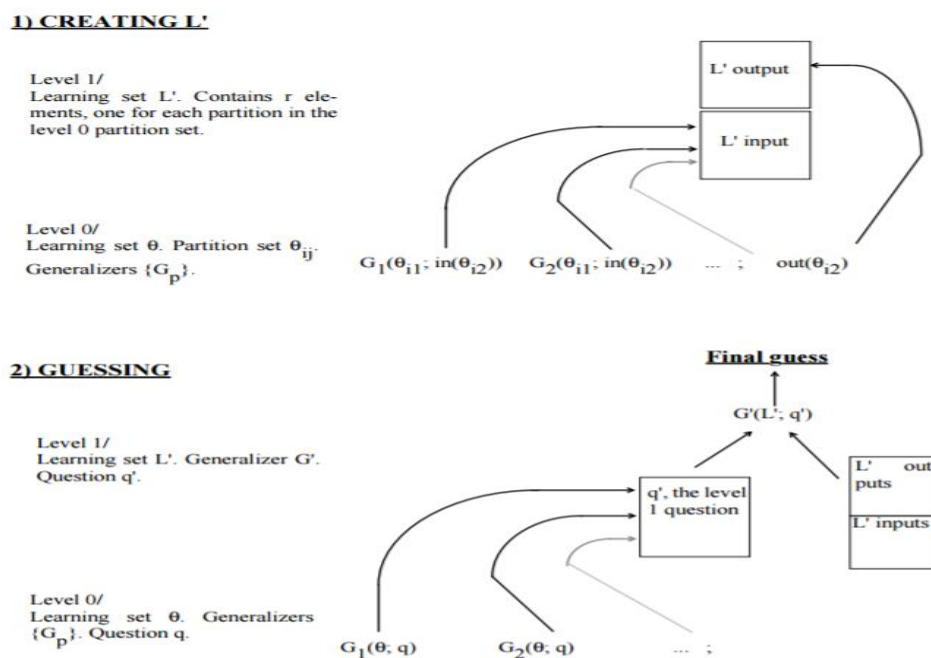 1) CREATING L'
Level 1/
Learning set L'. Contains r ele-
ments, one for each partition in the
level 0 partition set.
L' output
L' input
Level 0/
Learning set θ. Partition set θij.
Generalizers {Gp}.
G1(θi1; in(θi2)) G2(θi1; in(θi2)) ... ; out(θi2)
2) GUESSING
Final guess
G'(L'; q')
Level 1/
Learning set L'. Generalizer G'.
Question q'.
q', the level
1 question
L' out
puts
L' inputs
Level 0/
Learning set θ. Generalizers
{Gp}. Question q.
G1(θ; q) G2(θ; q) ... ;